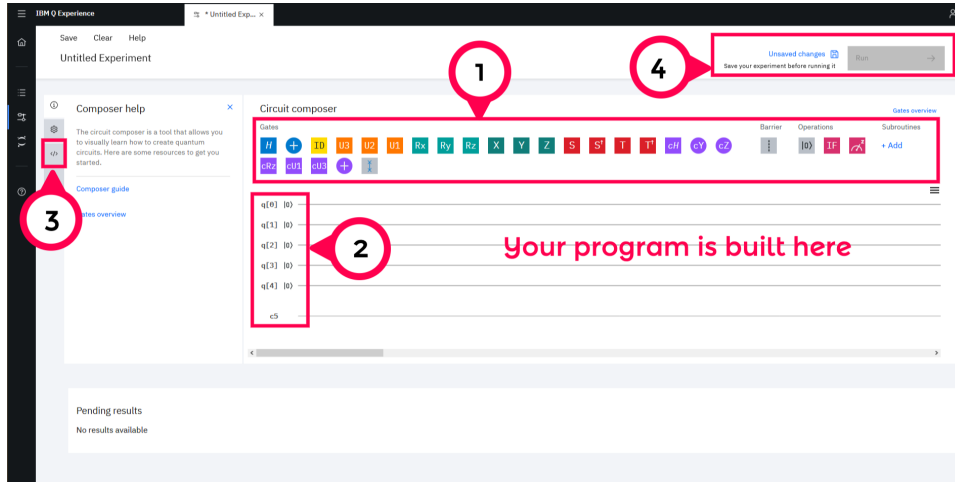 IBM Q Experience
* Untitled Exp... ×
Save Clear Help
Untitled Experiment
Unsaved changes
Save your experiment before running it
Run →
1
4
Composer help ×
The circuit composer is a tool that allows you
to visually learn how to create quantum
circuits. Here are some resources to get you
started.
Composer guide
ates overview
3
Circuit composer
Gates overview
Gates
Barrier Operations Subroutines
H + ID U3 U2 U1 Rx Ry Rz X Y Z S S† T T† cH cY cZ |0⟩ IF z + Add
cRz cU1 cU3 +
q[0] |0⟩
q[1] |0⟩
q[2] |0⟩
q[3] |0⟩
q[4] |0⟩
c5
2
Your program is built here
Pending results
No results available